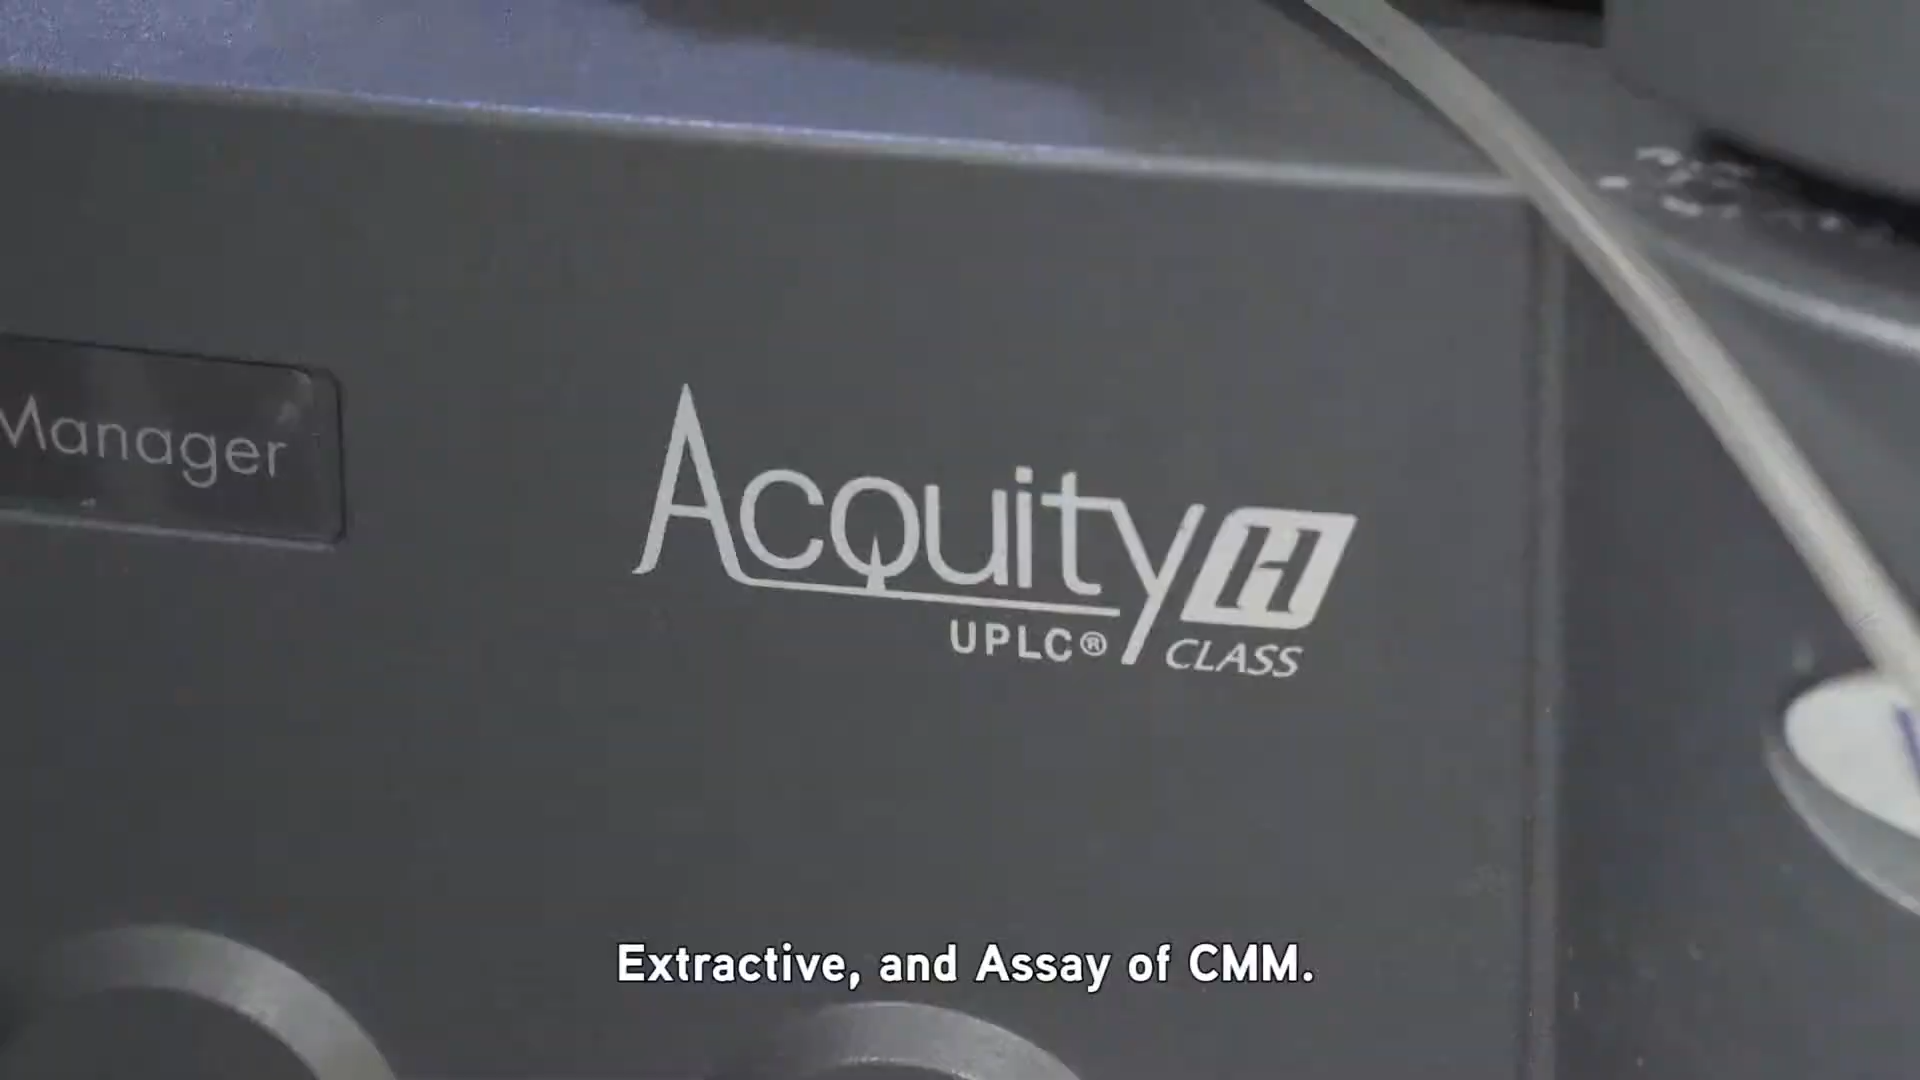 Manager
Acquity H
UPLC® CLASS
Extractive, and Assay of CMM.